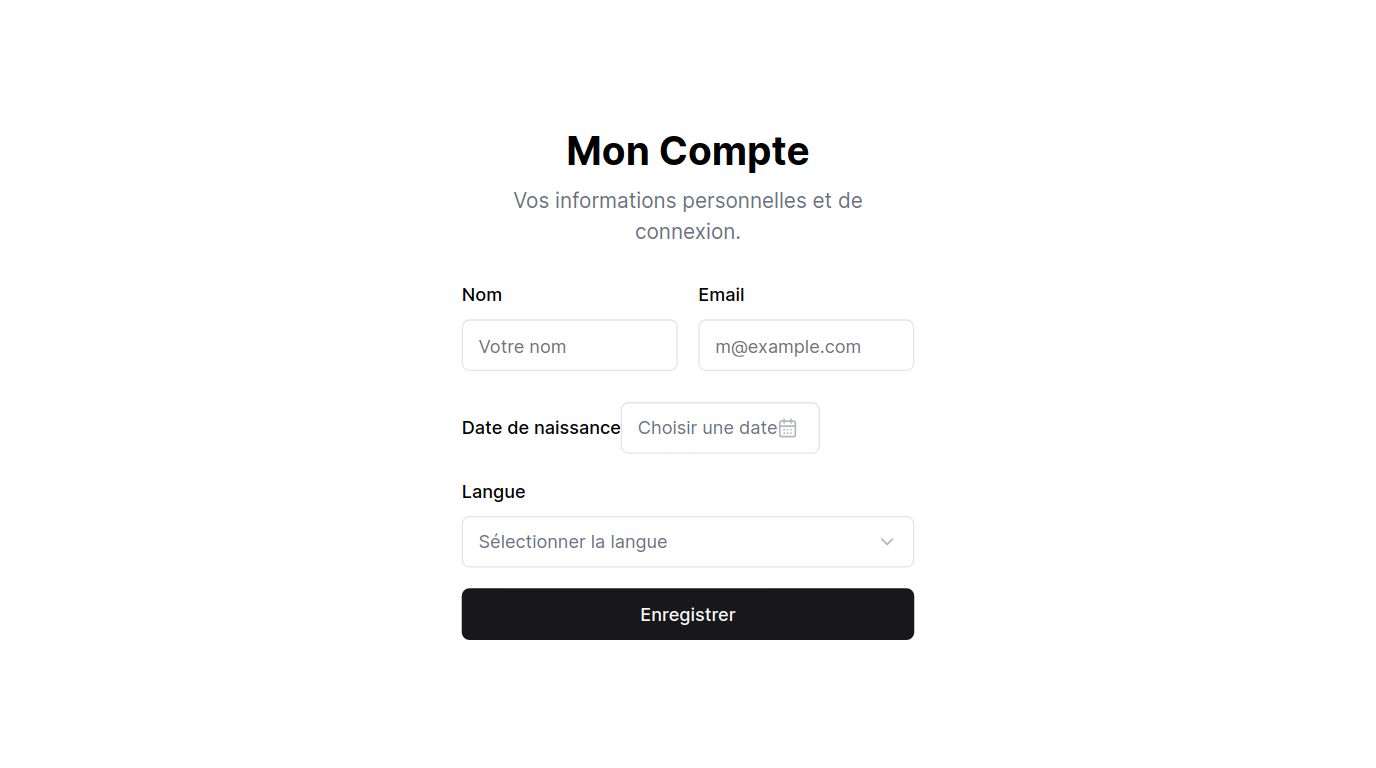 Mon Compte
Vos informations personnelles et de
connexion.
Nom
Email
Votre nom
m@example.com
Date de naissance
Choisir une date
Langue
Sélectionner la langue
Enregistrer